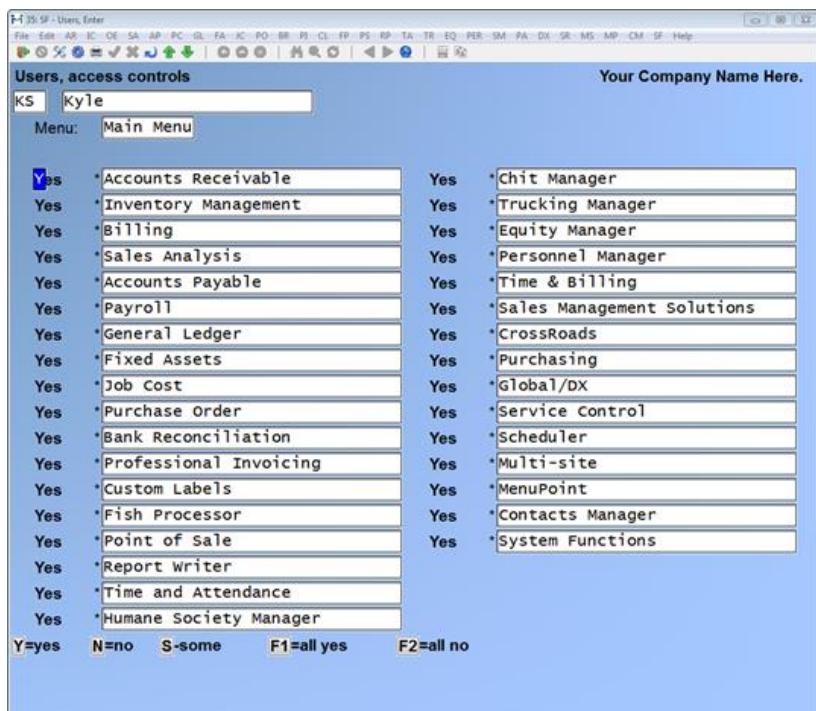 35: SF - Users, Enter
File Edit AR IC OE SA AP PC GL FA JC PO BR PI CL FP PS RP TA TR EQ PER SM PA DX SR MS MP CM SF Help
Users, access controls Your Company Name Here.
KS Kyle
Menu: Main Menu
Yes *Accounts Receivable Yes *Chit Manager
Yes *Inventory Management Yes *Trucking Manager
Yes *Billing Yes *Equity Manager
Yes *Sales Analysis Yes *Personnel Manager
Yes *Accounts Payable Yes *Time & Billing
Yes *Payroll Yes *Sales Management Solutions
Yes *General Ledger Yes *CrossRoads
Yes *Fixed Assets Yes *Purchasing
Yes *Job Cost Yes *Global/DX
Yes *Purchase Order Yes *Service Control
Yes *Bank Reconciliation Yes *Scheduler
Yes *Professional Invoicing Yes *Multi-site
Yes *Custom Labels Yes *MenuPoint
Yes *Fish Processor Yes *Contacts Manager
Yes *Point of Sale Yes *System Functions
Yes *Report Writer
Yes *Time and Attendance
Yes *Humane Society Manager
Y=yes N=no S-some F1=all yes F2=all no